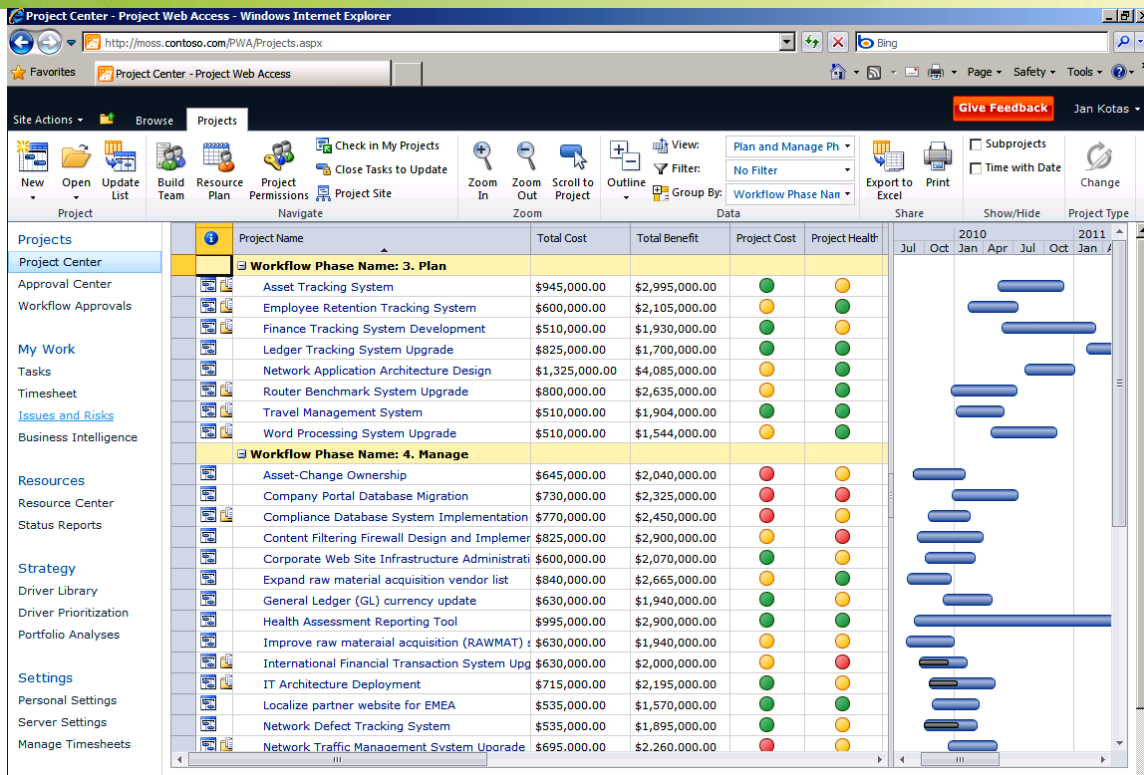 Project Center - Project Web Access - Windows Internet Explorer
http://moss.contoso.com/PWA/Projects.aspx
Bing
Favorites
Project Center - Project Web Access
Page
Safety
Tools
Give Feedback
Jan Kotas
Site Actions
Browse
Projects
New
Open
Update List
Project
Build Team
Resource Plan
Project Permissions
Check in My Projects
Close Tasks to Update
Project Site
Navigate
Zoom In
Zoom Out
Scroll to Project
Zoom
Outline
View: Plan and Manage Ph
Filter: No Filter
Group By: Workflow Phase Nan
Data
Export to Excel
Print
Share
Subprojects
Time with Date
Show/Hide
Change
Project Type
Projects
Project Center
Approval Center
Workflow Approvals
My Work
Tasks
Timesheet
Issues and Risks
Business Intelligence
Resources
Resource Center
Status Reports
Strategy
Driver Library
Driver Prioritization
Portfolio Analyses
Settings
Personal Settings
Server Settings
Manage Timesheets
Project Name Total Cost Total Benefit Project Cost Project Health
2010 2011
Jul Oct Jan Apr Jul Oct Jan A
Workflow Phase Name: 3. Plan
Asset Tracking System $945,000.00 $2,995,000.00
Employee Retention Tracking System $600,000.00 $2,105,000.00
Finance Tracking System Development $510,000.00 $1,930,000.00
Ledger Tracking System Upgrade $825,000.00 $1,700,000.00
Network Application Architecture Design $1,325,000.00 $4,085,000.00
Router Benchmark System Upgrade $800,000.00 $2,635,000.00
Travel Management System $510,000.00 $1,904,000.00
Word Processing System Upgrade $510,000.00 $1,544,000.00
Workflow Phase Name: 4. Manage
Asset-Change Ownership $645,000.00 $2,040,000.00
Company Portal Database Migration $730,000.00 $2,325,000.00
Compliance Database System Implementation $770,000.00 $2,450,000.00
Content Filtering Firewall Design and Implemen $825,000.00 $2,900,000.00
Corporate Web Site Infrastructure Administrati $600,000.00 $2,070,000.00
Expand raw material acquisition vendor list $840,000.00 $2,665,000.00
General Ledger (GL) currency update $630,000.00 $1,940,000.00
Health Assessment Reporting Tool $995,000.00 $2,900,000.00
Improve raw materaial acquisition (RAWMAT) s $630,000.00 $1,940,000.00
International Financial Transaction System Upg $630,000.00 $2,000,000.00
IT Architecture Deployment $715,000.00 $2,195,000.00
Localize partner website for EMEA $535,000.00 $1,570,000.00
Network Defect Tracking System $535,000.00 $1,895,000.00
Network Traffic Management System Upgrade $695,000.00 $2,260,000.00